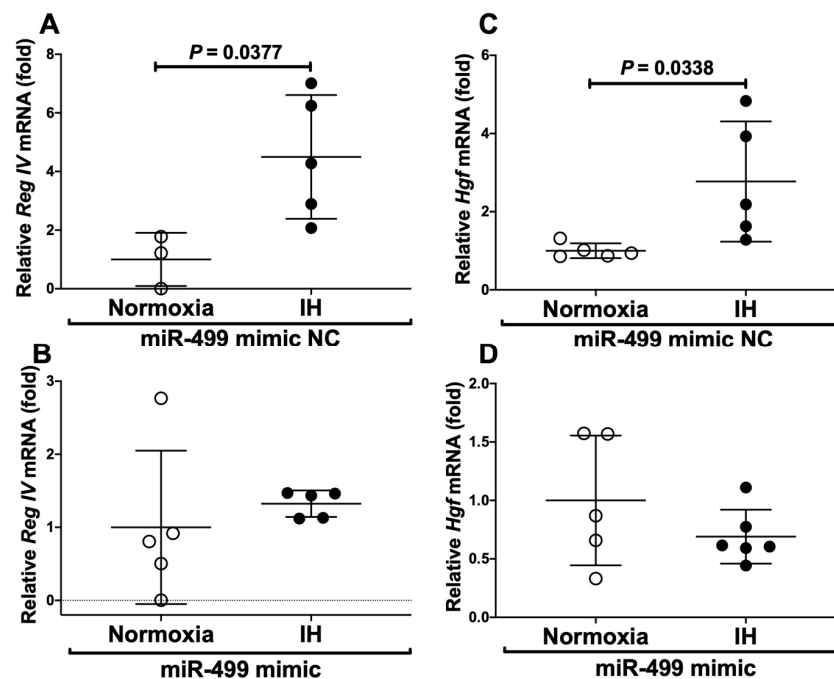 A
Relative Reg IV mRNA (fold)
8
6
4
2
0
P = 0.0377
Normoxia IH
miR-499 mimic NC
C
Relative Hgf mRNA (fold)
6
4
2
0
P = 0.0338
Normoxia IH
miR-499 mimic NC
B
Relative Reg IV mRNA (fold)
3
2
1
0
Normoxia IH
miR-499 mimic
D
Relative Hgf mRNA (fold)
2.0
1.5
1.0
0.5
0.0
Normoxia IH
miR-499 mimic